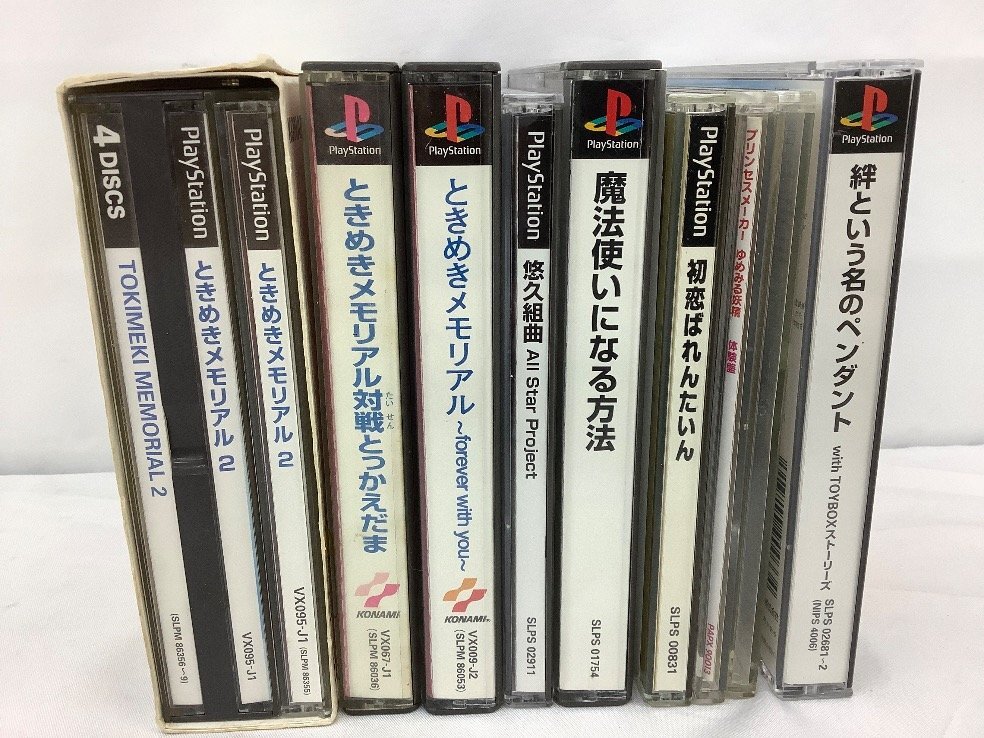 4 DISCS
TOKIMEKI MEMORIAL 2
(SLPM 86356~9)
PlayStation
ときめきメモリアル 2
VX095-J1
PlayStation
ときめきメモリアル 2
VX095-J1 (SLPM 86355)
PlayStation
ときめきメモリアル対戦とっかえだま
たい せん
KONAMI
VX067-J1
(SLPM 86036)
PlayStation
ときめきメモリアル ~forever with you~
KONAMI
VX009-J2
(SLPM 86053)
PlayStation
悠久組曲 All Star Project
SLPS 02911
PlayStation
魔法使いになる方法
SLPS 01754
PlayStation
初恋ばれんたいん
SLPS 00831
プリンセスメーカー ゆめみる妖精
体験盤
PAPX 90013
PlayStation
絆という名のペンダント with TOYBOXストーリーズ
SLPS 02681~2
(NIPS 4006)